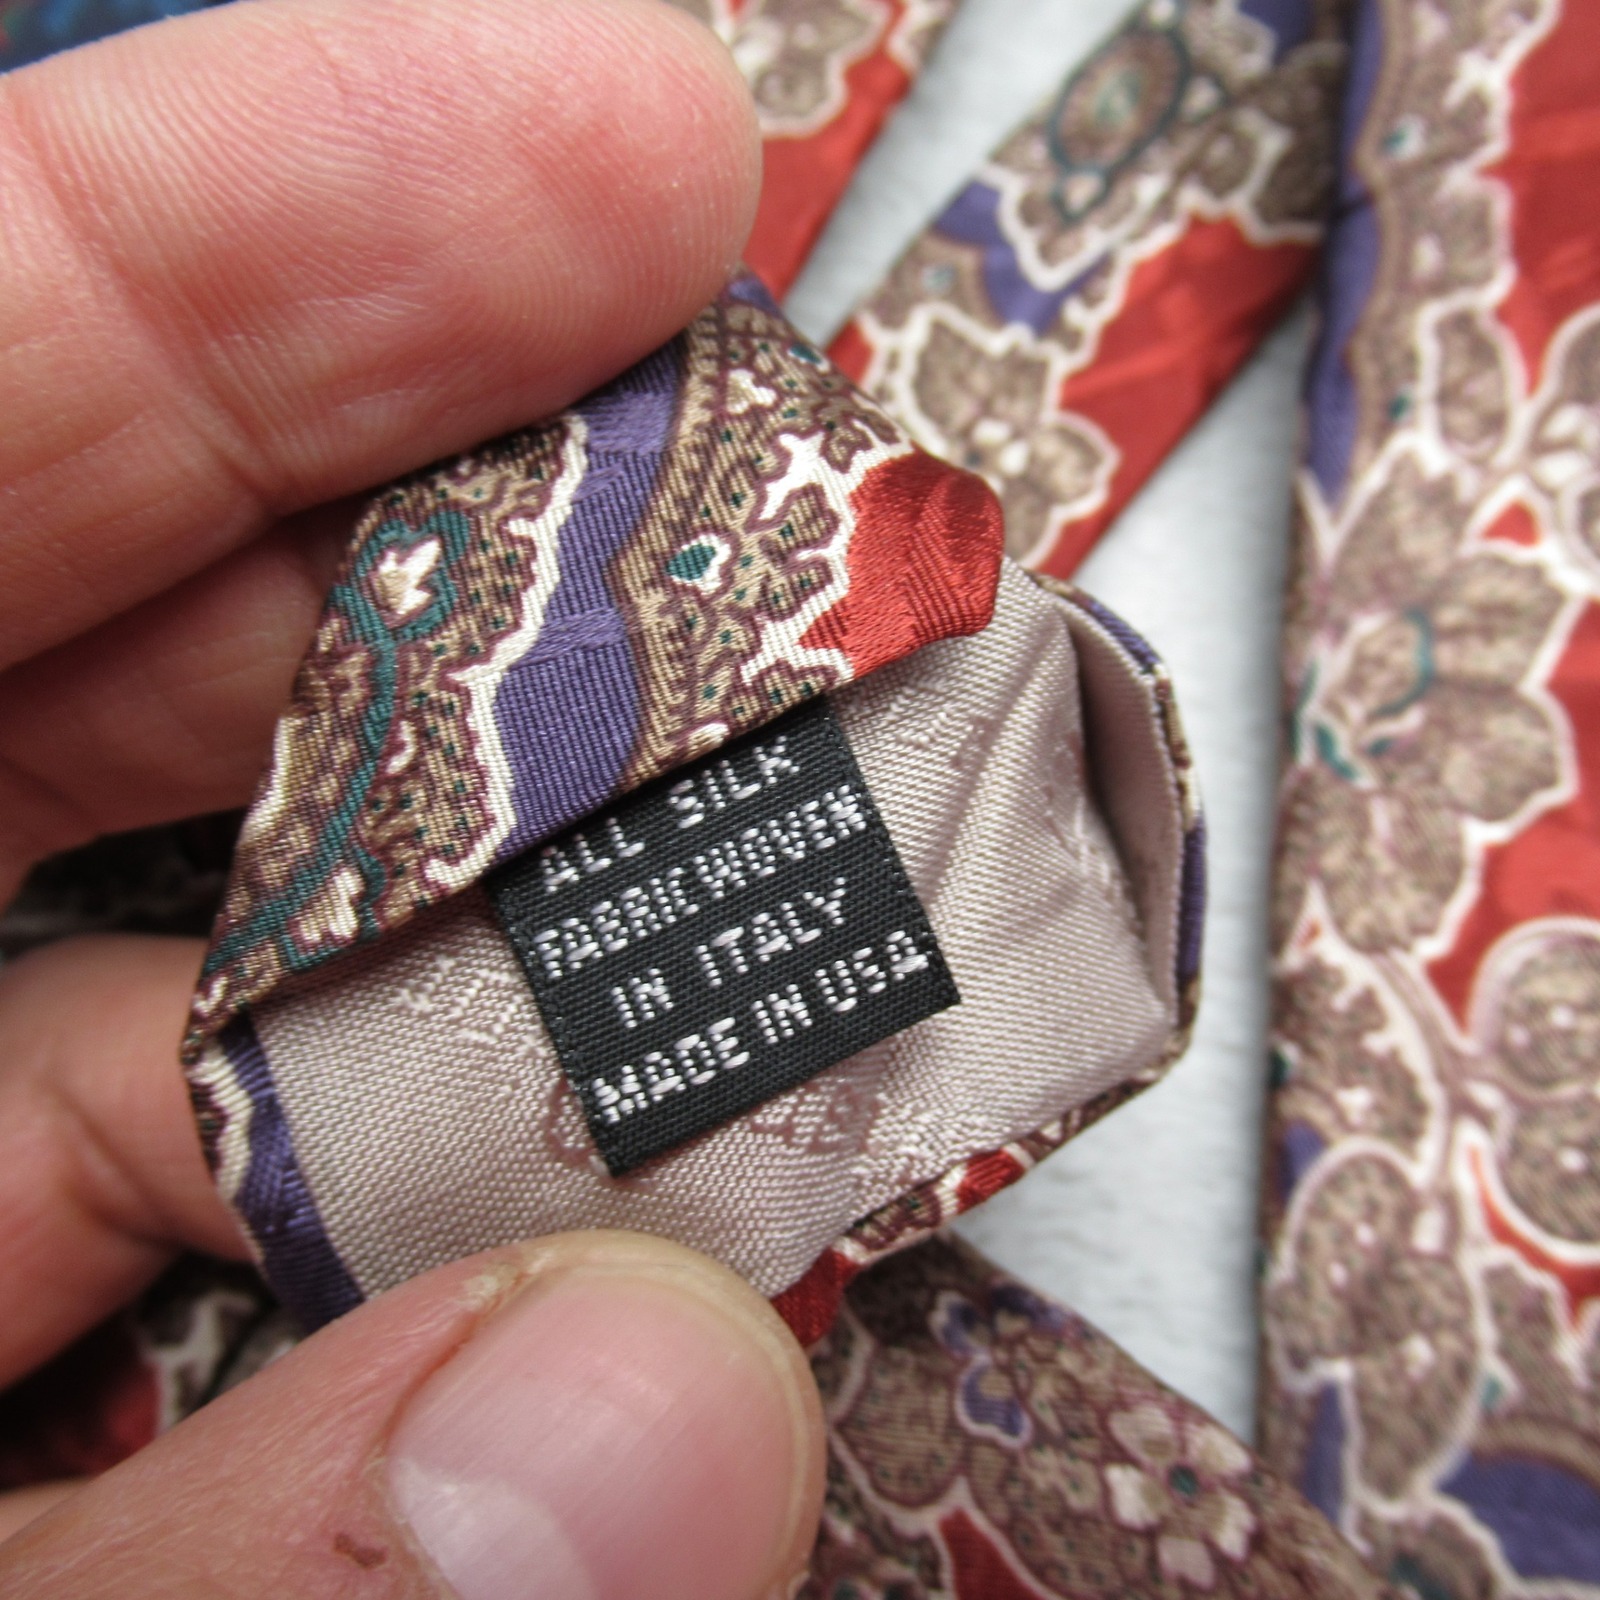 ALL SILK
FABRIC WOVEN
IN ITALY
MADE IN USA